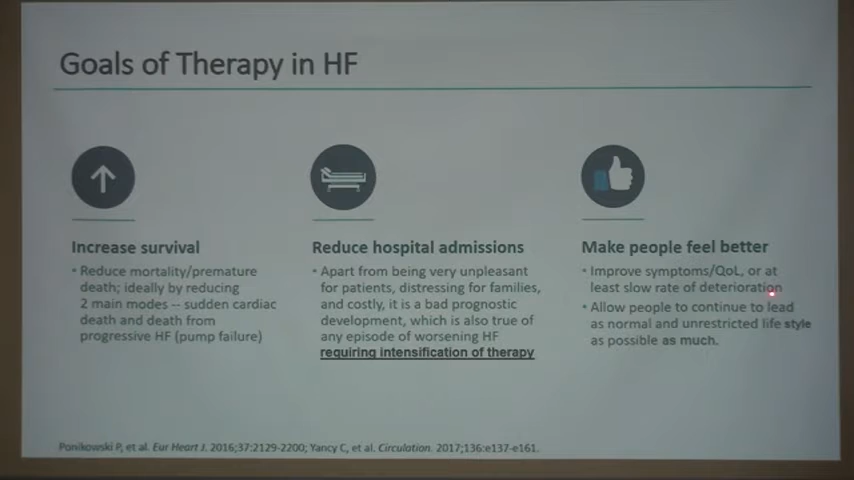 Goals of Therapy in HF
Increase survival
• Reduce mortality/premature
death; ideally by reducing
2 main modes -- sudden cardiac
death and death from
progressive HF (pump failure)
Reduce hospital admissions
• Apart from being very unpleasant
for patients, distressing for families,
and costly, it is a bad prognostic
development, which is also true of
any episode of worsening HF
requiring intensification of therapy
Make people feel better
• Improve symptoms/QoL, or at
least slow rate of deterioration
• Allow people to continue to lead
as normal and unrestricted life style
as possible as much.
Ponikowski P, et al. Eur Heart J. 2016;37:2129-2200; Yancy C, et al. Circulation. 2017;136:e137-e161.